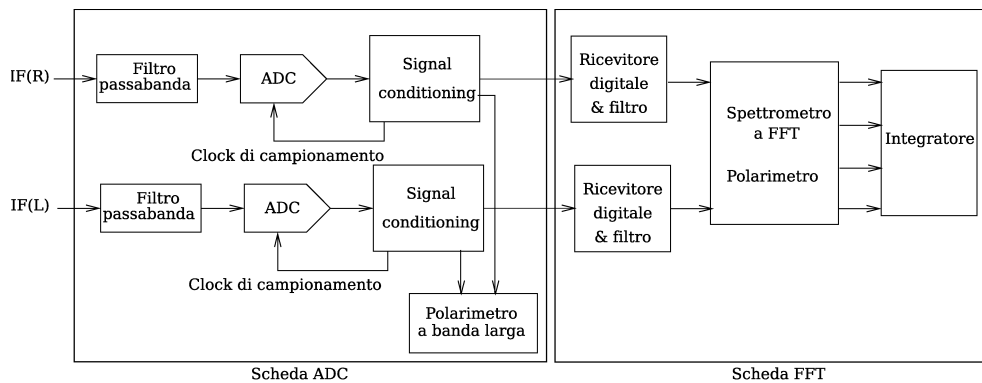 IF(R)
Filtro
passabanda
ADC
Signal
conditioning
Clock di campionamento
IF(L)
Filtro
passabanda
ADC
Signal
conditioning
Clock di campionamento
Polarimetro
a banda larga
Scheda ADC
Ricevitore
digitale
& filtro
Ricevitore
digitale
& filtro
Spettrometro
a FFT
Polarimetro
Integratore
Scheda FFT